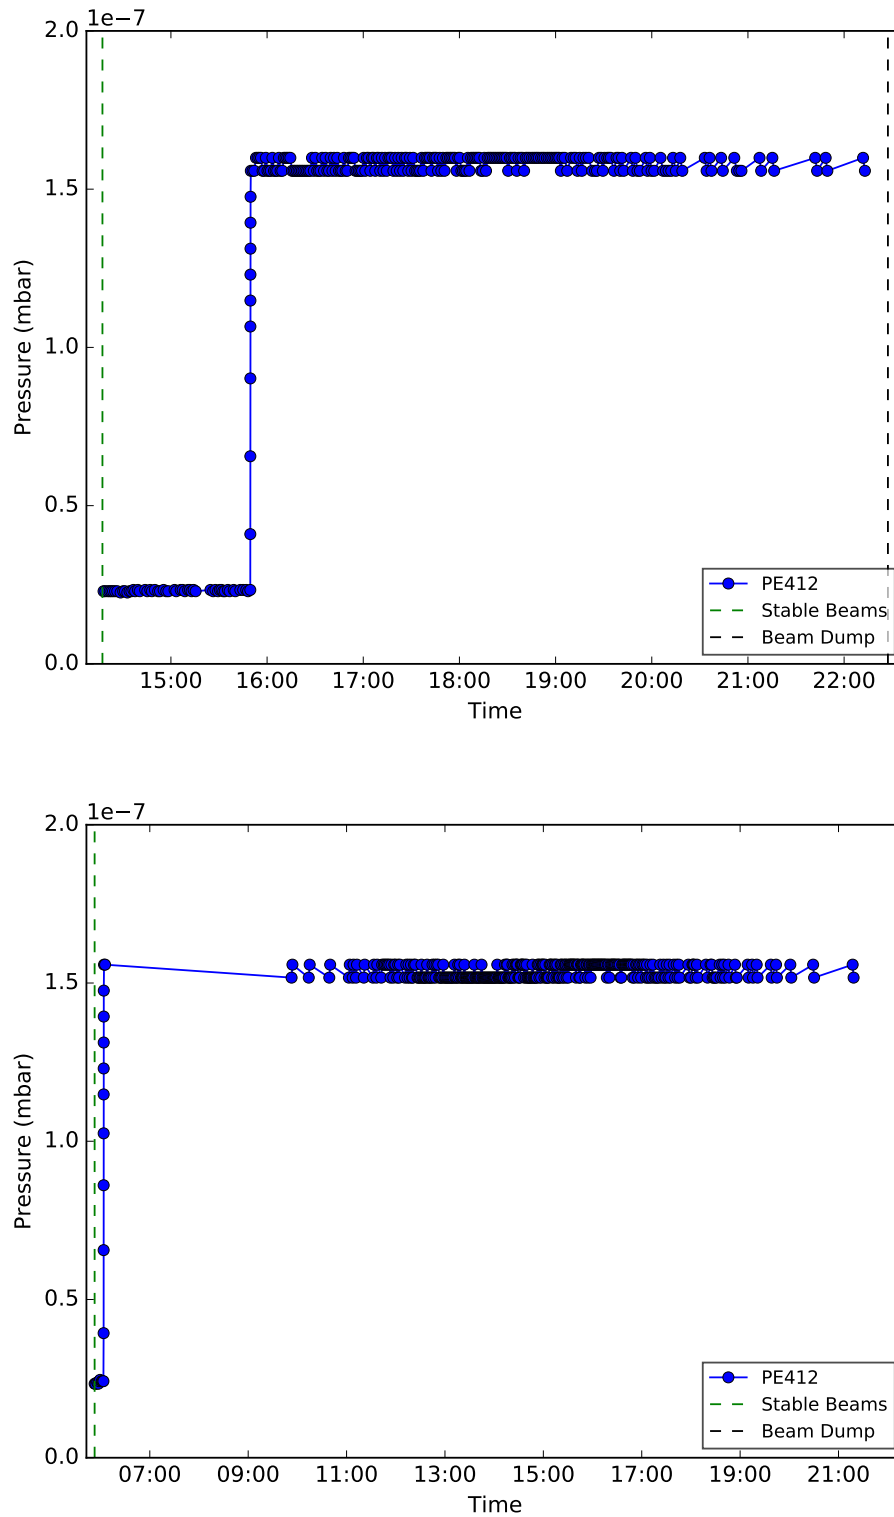 1e−7
2.0
1.5
1.0
0.5
0.0
Pressure (mbar)
15:00 16:00 17:00 18:00 19:00 20:00 21:00 22:00
Time
PE412
Stable Beams
Beam Dump
1e−7
2.0
1.5
1.0
0.5
0.0
Pressure (mbar)
07:00 09:00 11:00 13:00 15:00 17:00 19:00 21:00
Time
PE412
Stable Beams
Beam Dump